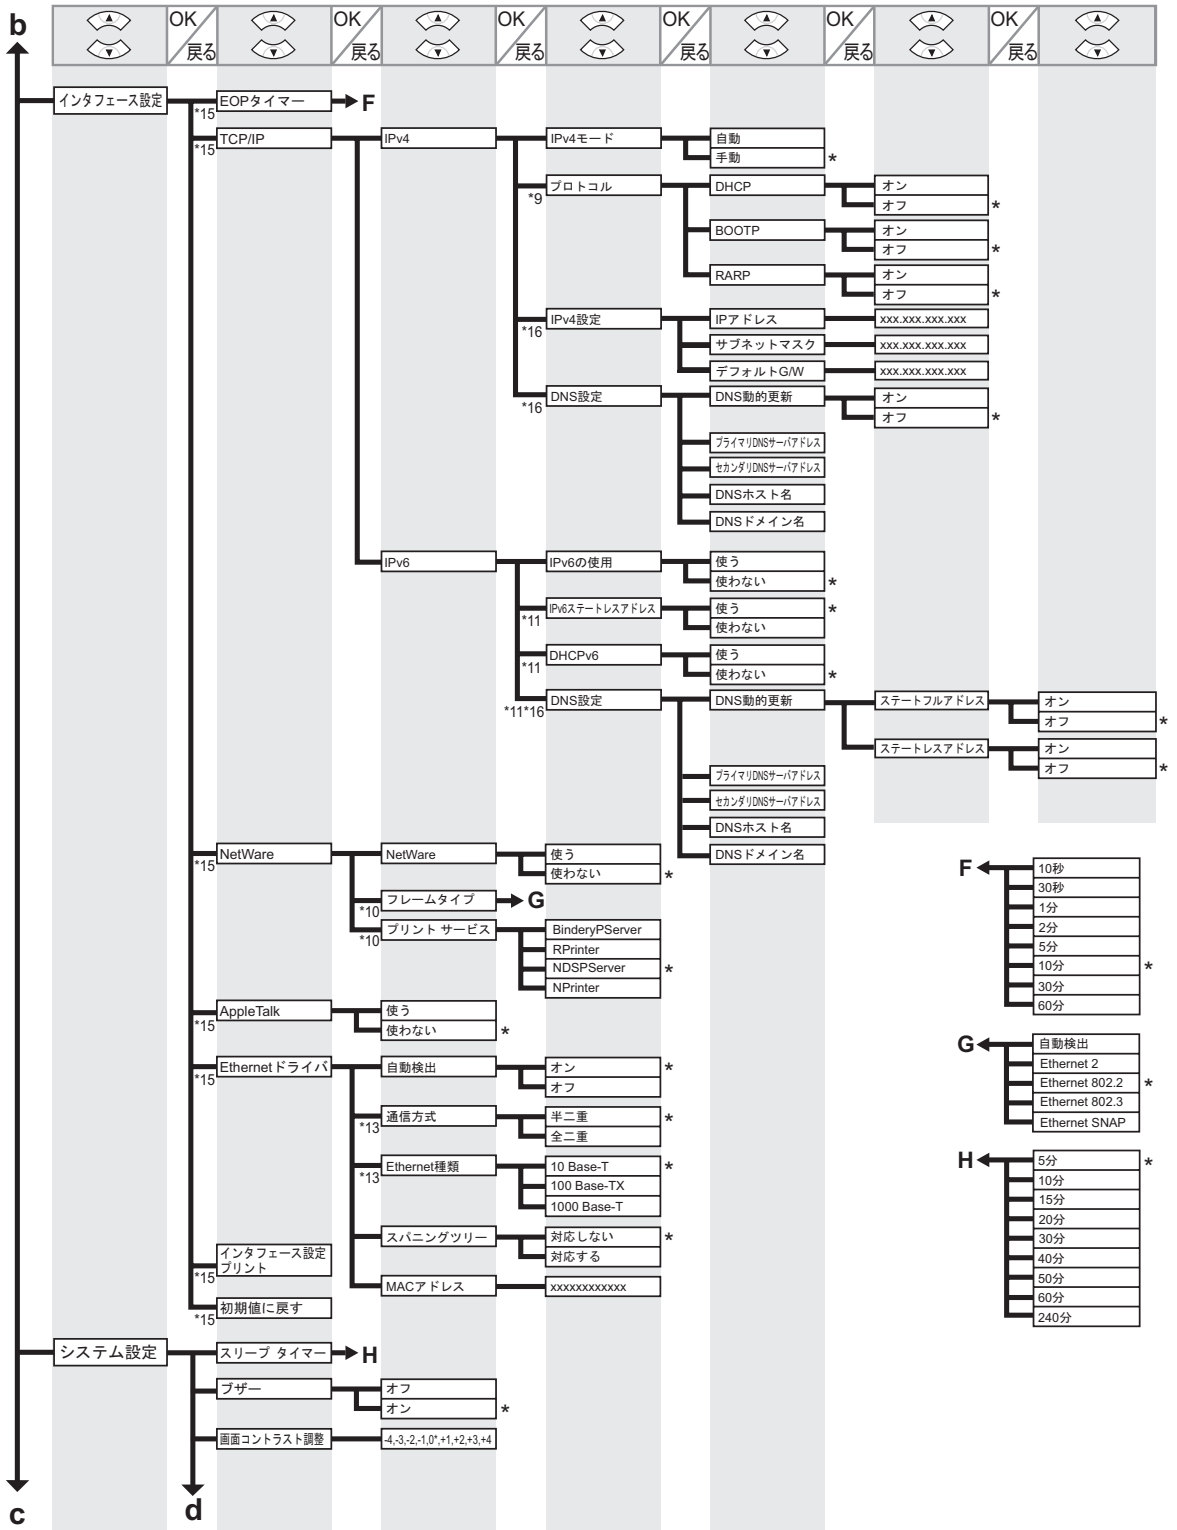 b
OK 戻る OK 戻る OK 戻る OK 戻る OK 戻る OK 戻る
インタフェース設定
*15 EOPタイマー F
*15 TCP/IP IPv4 IPv4モード 自動
手動 *
*9 プロトコル DHCP オン
オフ *
BOOTP オン
オフ *
RARP オン
オフ *
*16 IPv4設定 IPアドレス xxx.xxx.xxx.xxx
サブネットマスク xxx.xxx.xxx.xxx
デフォルトG/W xxx.xxx.xxx.xxx
*16 DNS設定 DNS動的更新 オン
オフ *
プライマリDNSサーバアドレス
セカンダリDNSサーバアドレス
DNSホスト名
DNSドメイン名
IPv6 IPv6の使用 使う
使わない *
*11 IPv6ステートレスアドレス 使う *
使わない
*11 DHCPv6 使う
使わない *
*11*16 DNS設定 DNS動的更新 ステートフルアドレス オン
オフ *
ステートレスアドレス オン
オフ *
プライマリDNSサーバアドレス
セカンダリDNSサーバアドレス
DNSホスト名
DNSドメイン名
*15 NetWare NetWare 使う
使わない *
*10 フレームタイプ G
*10 プリント サービス BinderyPServer
RPrinter
NDSPServer *
NPrinter
*15 AppleTalk 使う
使わない *
*15 Ethernetドライバ 自動検出 オン *
オフ
*13 通信方式 半二重 *
全二重
*13 Ethernet種類 10 Base-T *
100 Base-TX
1000 Base-T
スパニングツリー 対応しない *
対応する
MACアドレス xxxxxxxxxxxx
*15 インタフェース設定
プリント
*15 初期値に戻す
システム設定 スリープ タイマー H
ブザー オフ
オン *
画面コントラスト調整 -4,-3,-2,-1,0*,+1,+2,+3,+4
c
d
F 10秒
30秒
1分
2分
5分
10分 *
30分
60分
G 自動検出
Ethernet 2
Ethernet 802.2 *
Ethernet 802.3
Ethernet SNAP
H 5分 *
10分
15分
20分
30分
40分
50分
60分
240分